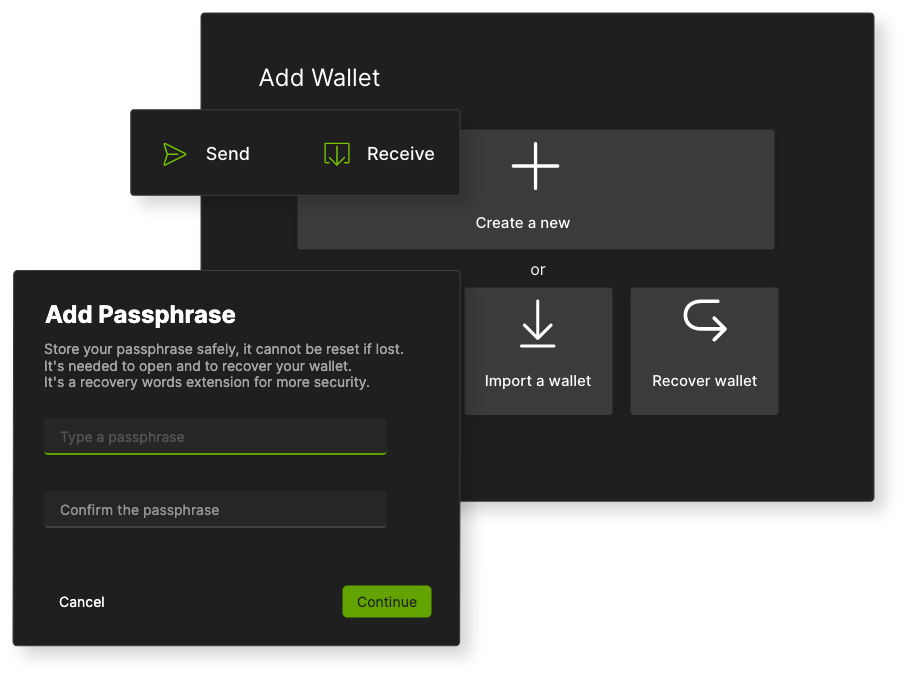 Add Wallet
Send
Receive
Create a new
or
Import a wallet
Recover wallet
Add Passphrase
Store your passphrase safely, it cannot be reset if lost.
It's needed to open and to recover your wallet.
It's a recovery words extension for more security.
Type a passphrase
Confirm the passphrase
Cancel
Continue